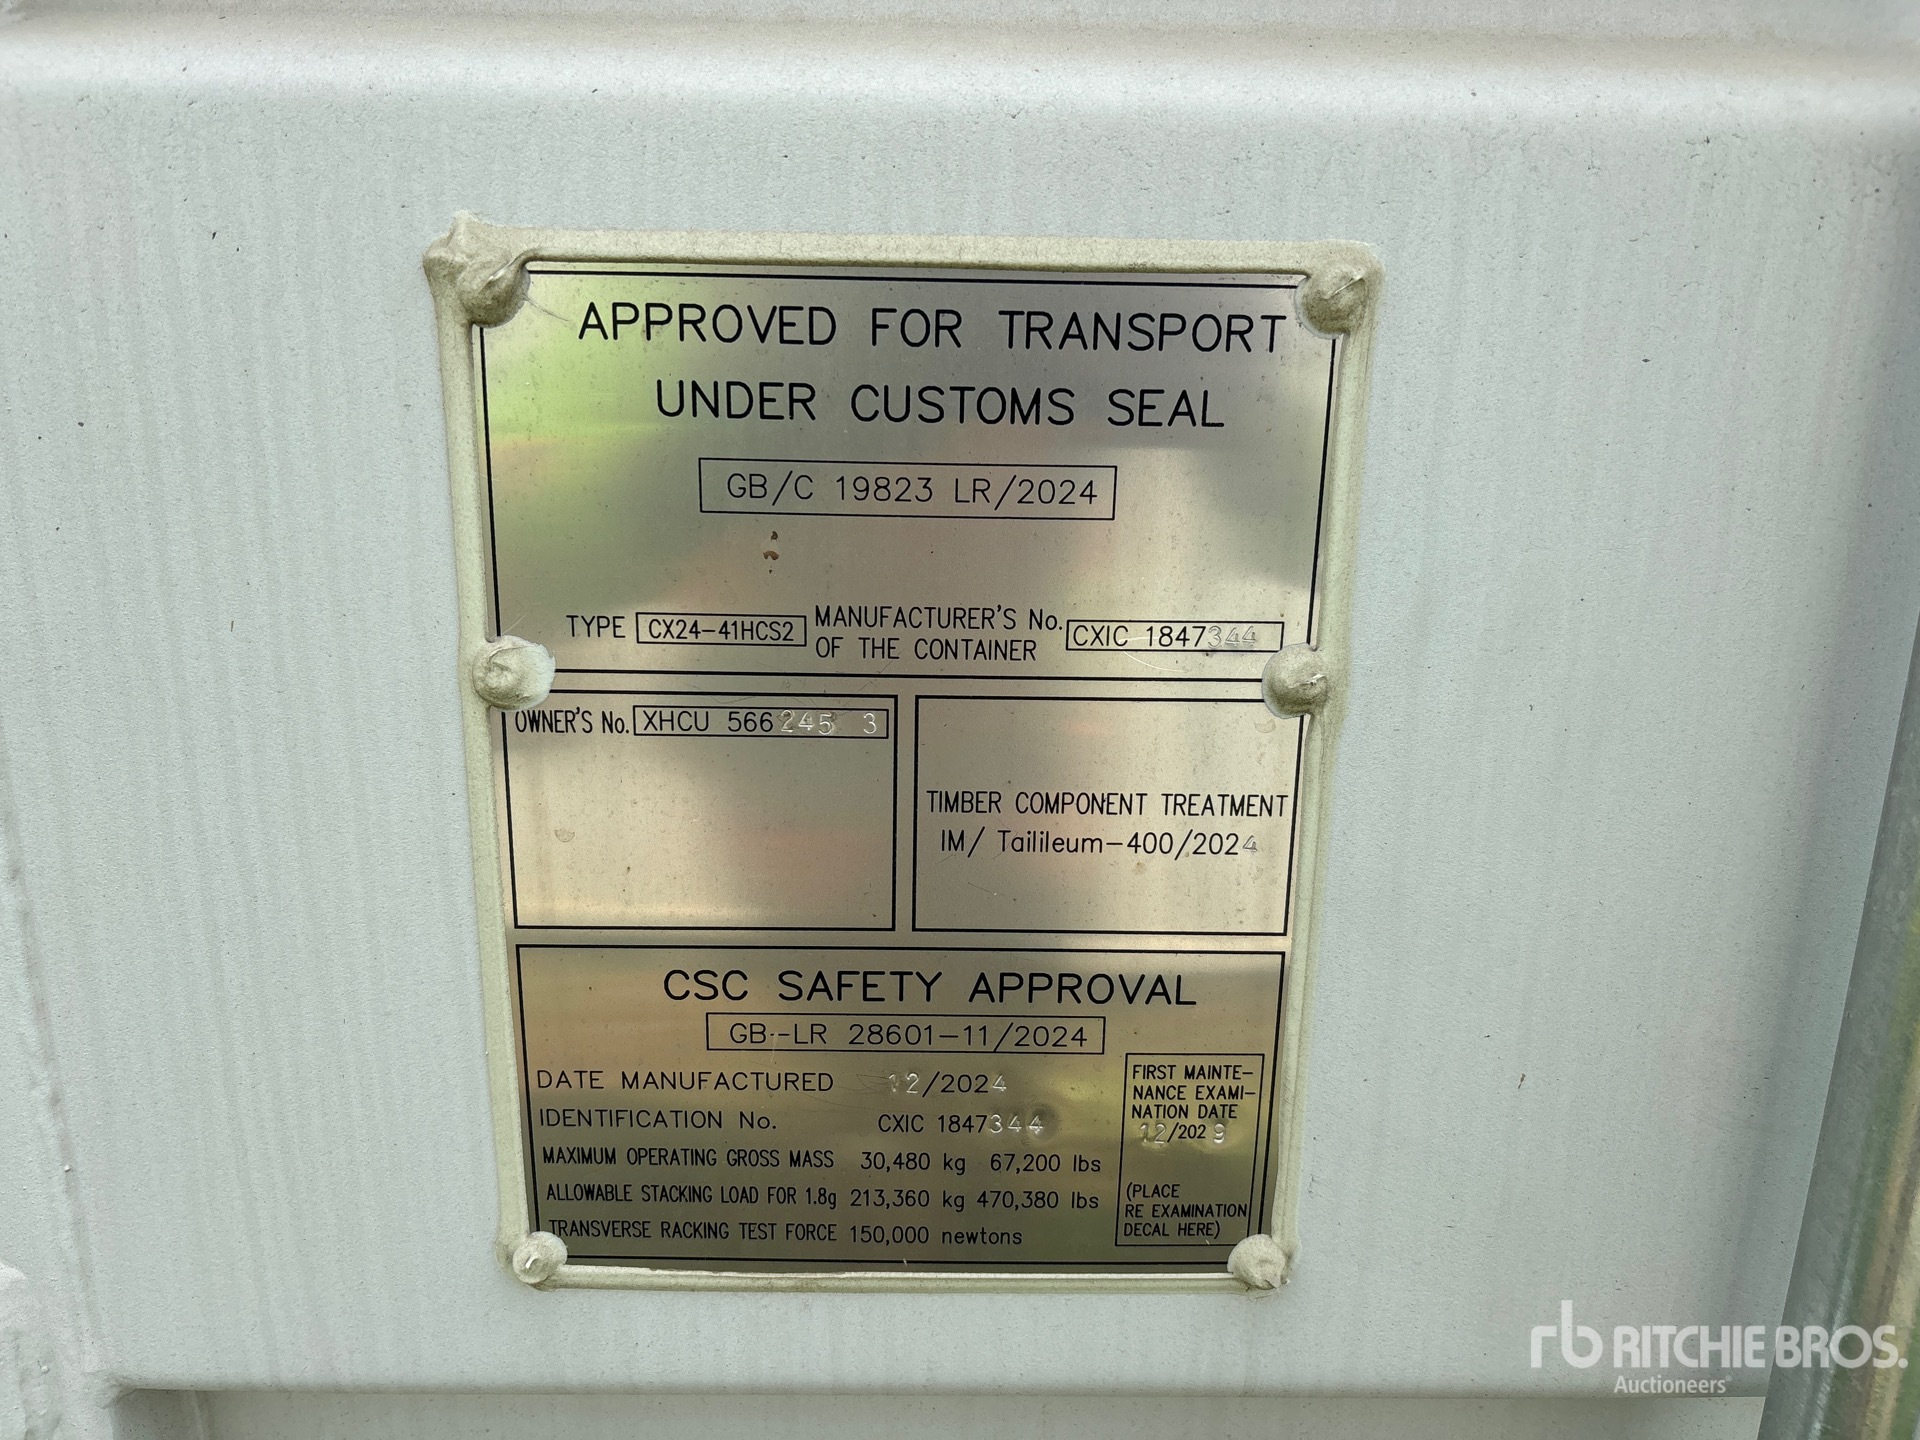 APPROVED FOR TRANSPORT
UNDER CUSTOMS SEAL
GB/C 19823 LR/2024
TYPE CX24-41HCS2 MANUFACTURER'S No. OF THE CONTAINER CXIC 1847344
OWNER'S No. XHCU 566245 3
TIMBER COMPONENT TREATMENT
IM/ Tailileum-400/2024
CSC SAFETY APPROVAL
GB--LR 28601-11/2024
DATE MANUFACTURED 12/2024
IDENTIFICATION No. CXIC 1847344
MAXIMUM OPERATING GROSS MASS 30,480 kg 67,200 lbs
ALLOWABLE STACKING LOAD FOR 1.8g 213,360 kg 470,380 lbs
TRANSVERSE RACKING TEST FORCE 150,000 newtons
FIRST MAINTE-
NANCE EXAMI-
NATION DATE
12/2029
(PLACE
RE EXAMINATION
DECAL HERE)
rb RITCHIE BROS.
Auctioneers